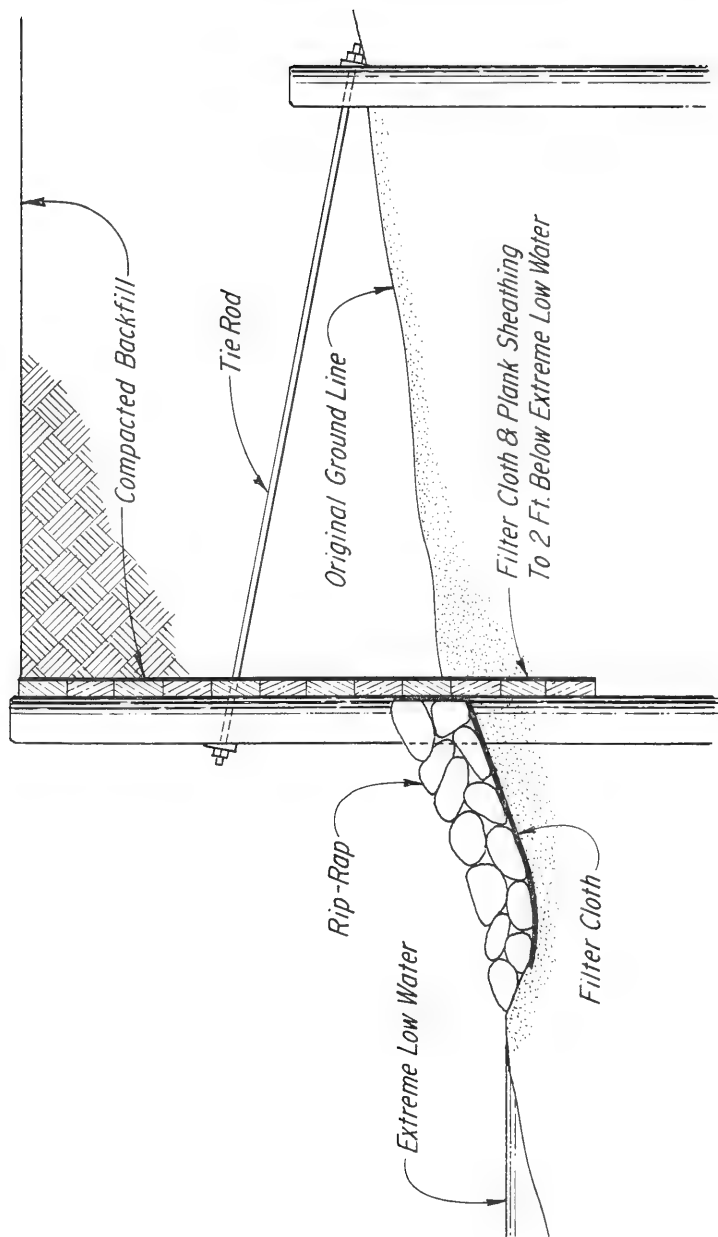 Compacted Backfill
Tie Rod
Original Ground Line
Filter Cloth & Plank Sheathing
To 2 Ft. Below Extreme Low Water
Rip-Rap
Extreme Low Water
Filter Cloth